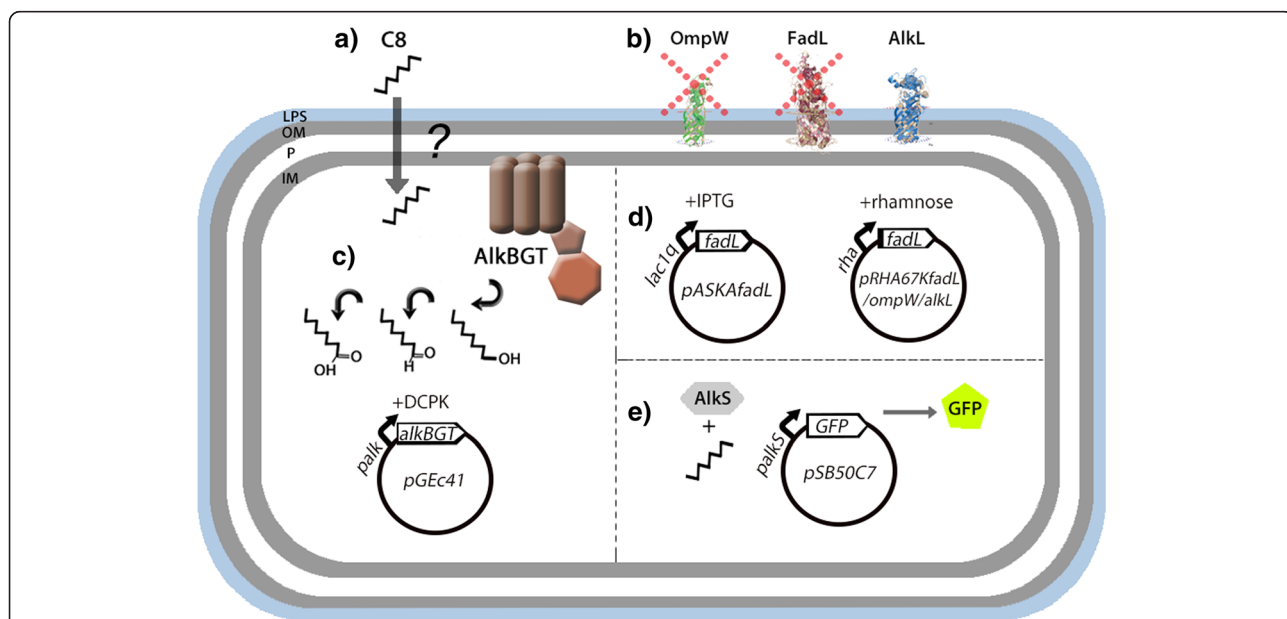 a) C8
b) OmpW FadL AlkL
LPS
OM
P
IM
?
AlkBGT
c)
OH
O
H
O
OH
+DCPK
palk
alkBGT
pGEc41
d)
+IPTG
lac1q
fadL
pASKAfadL
+rhamnose
rha
fadL
pRHA67KfadL
/ompW/alkL
e)
AlkS
+
palkS
GFP
pSB50C7
GFP